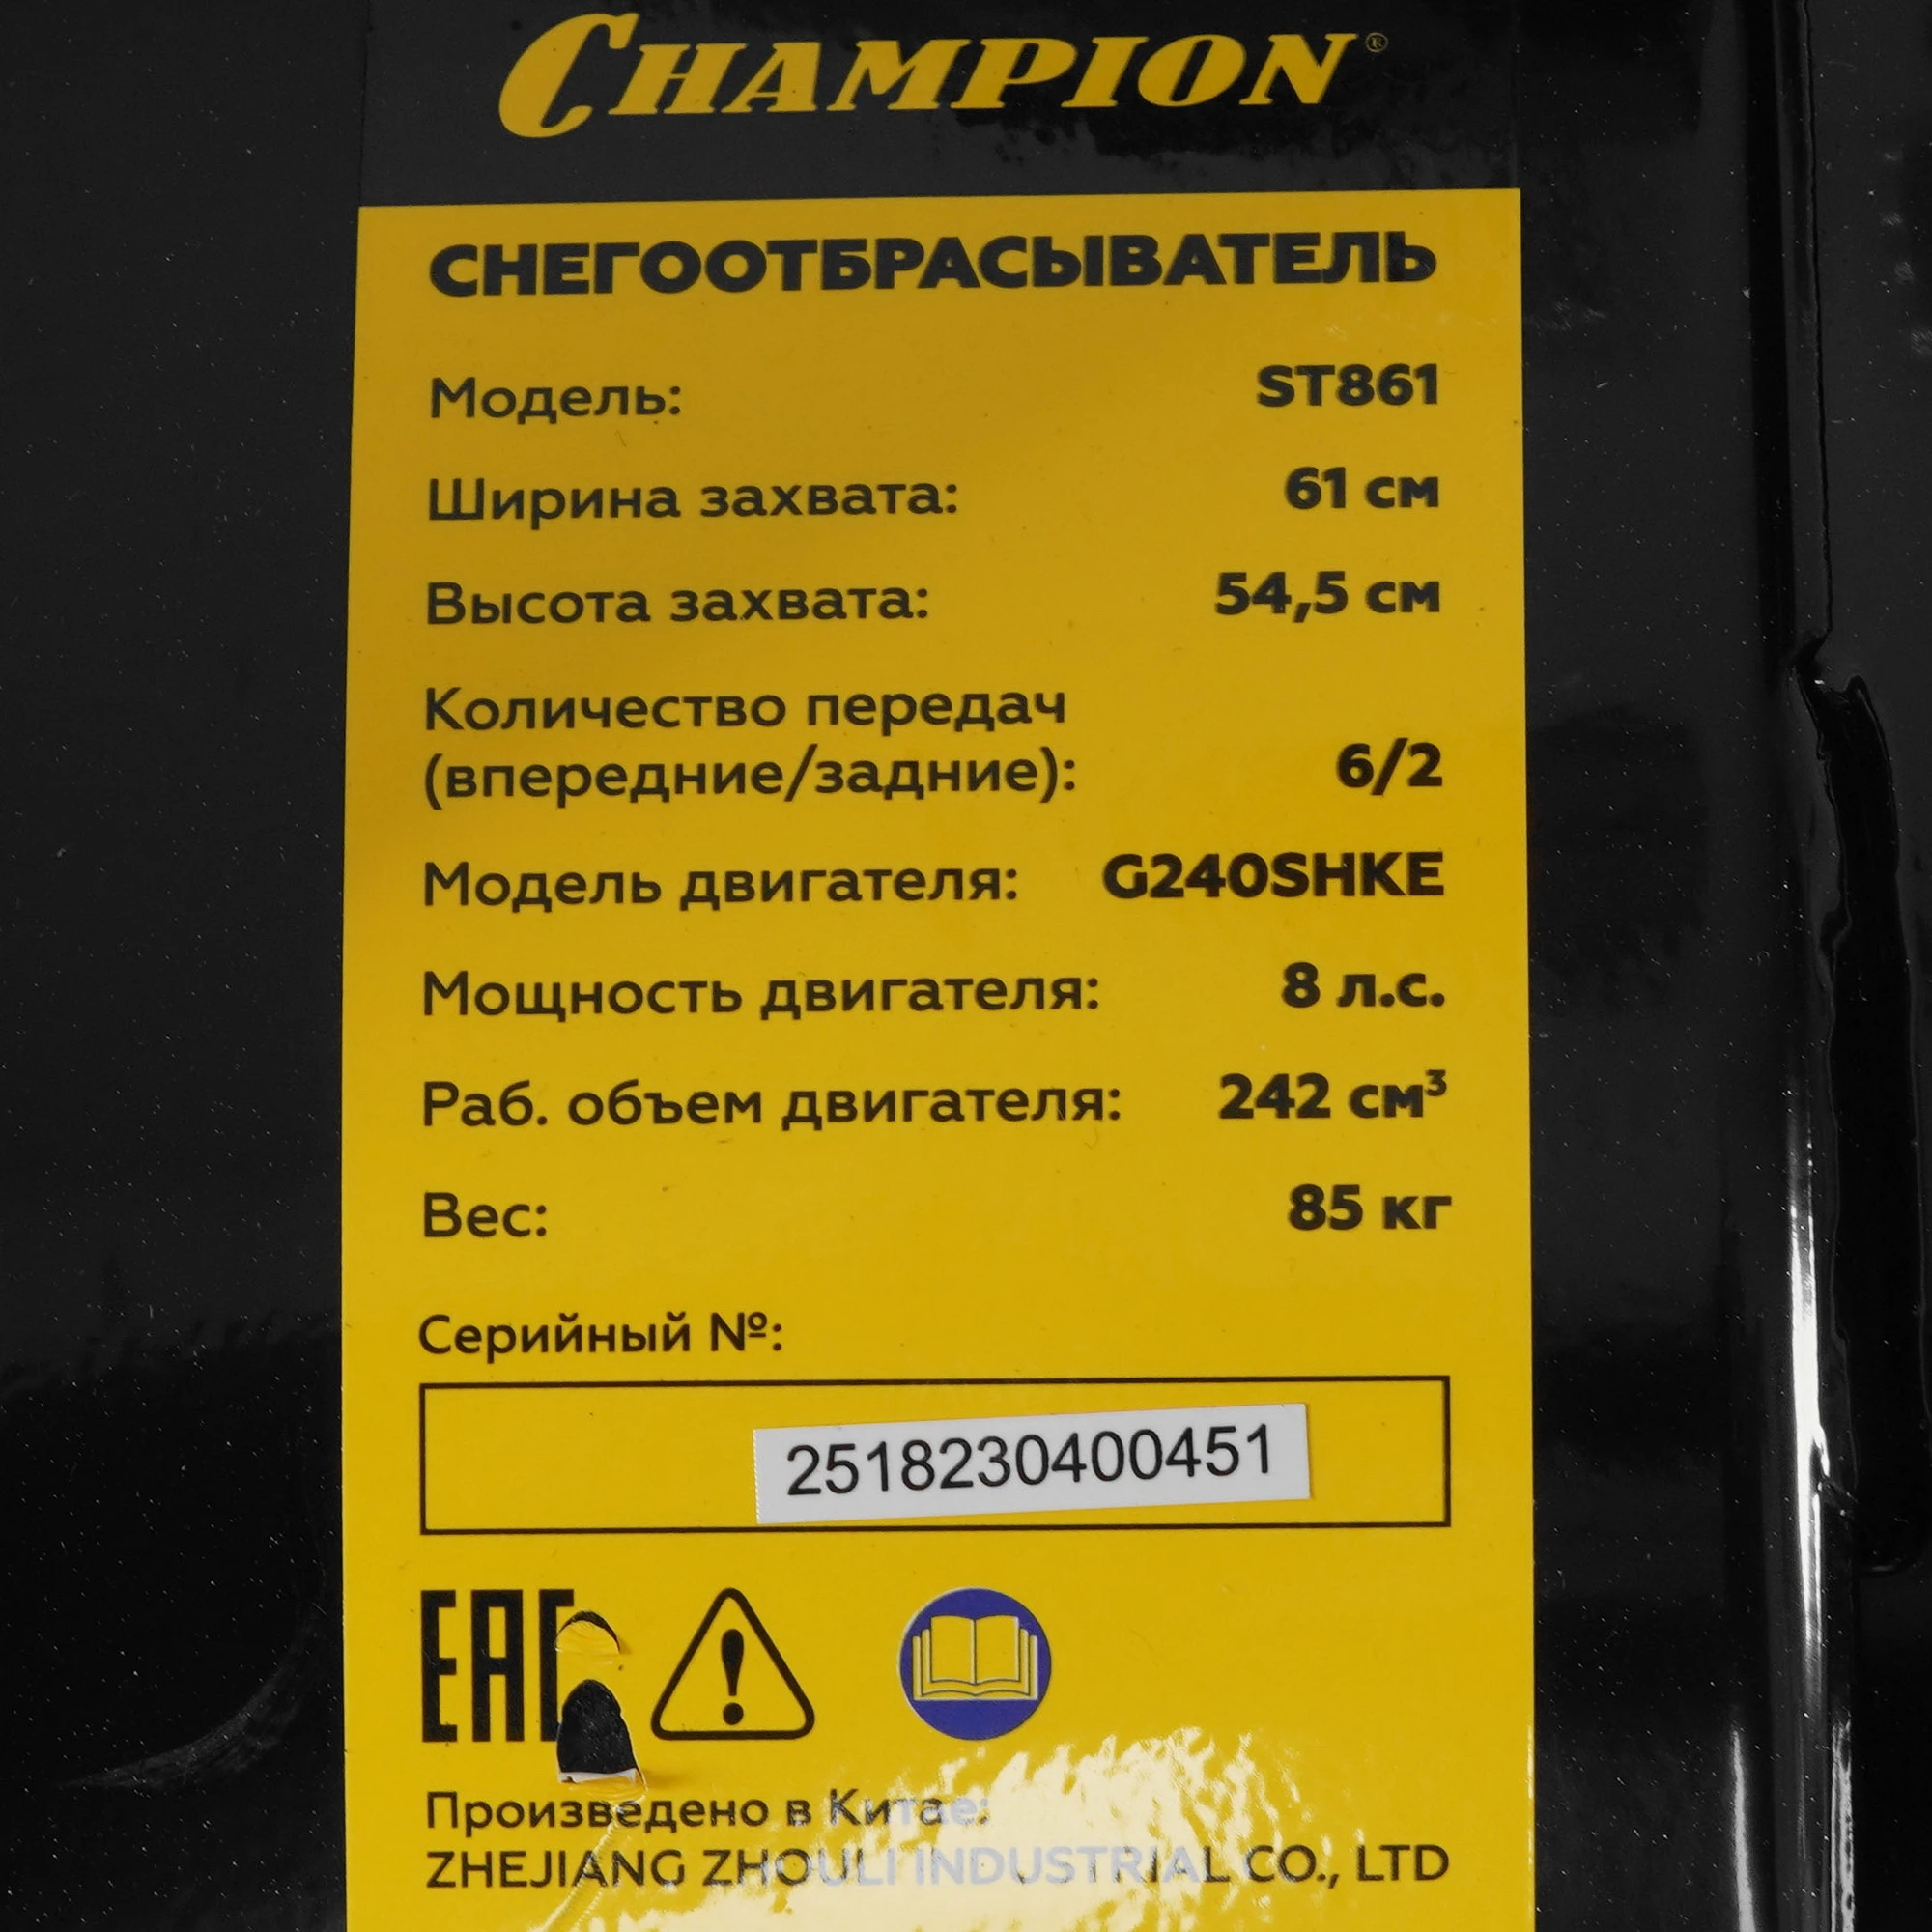 CHAMPION®
СНЕГООТБРАСЫВАТЕЛЬ
Модель: ST861
Ширина захвата: 61 см
Высота захвата: 54,5 см
Количество передач
(впередние/задние): 6/2
Модель двигателя: G240SHKE
Мощность двигателя: 8 л.с.
Раб. объем двигателя: 242 см³
Вес: 85 кг
Серийный №:
2518230400451
EAC
Произведено в Китае:
ZHEJIANG ZHOULI INDUSTRIAL CO., LTD